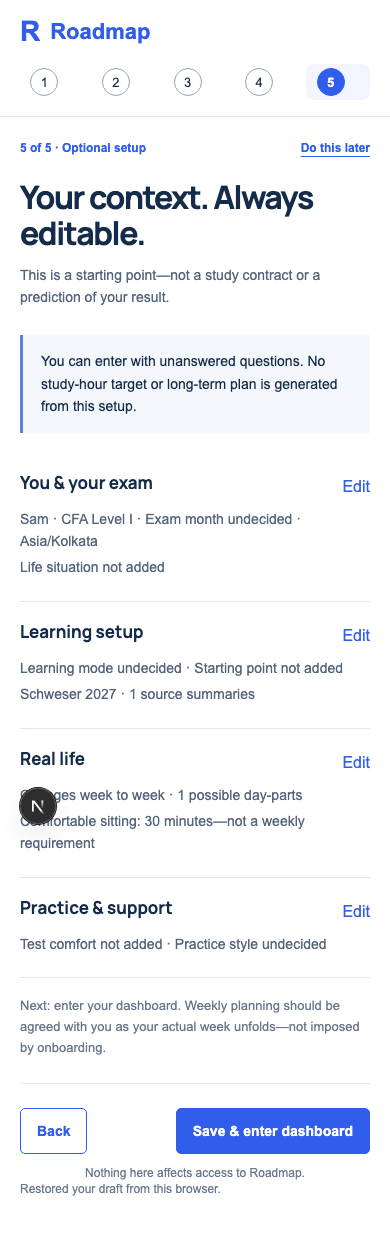 R Roadmap
1 2 3 4 5
5 of 5 · Optional setup Do this later
Your context. Always
editable.
This is a starting point—not a study contract or a
prediction of your result.
You can enter with unanswered questions. No
study-hour target or long-term plan is generated
from this setup.
You & your exam Edit
Sam · CFA Level I · Exam month undecided ·
Asia/Kolkata
Life situation not added
Learning setup Edit
Learning mode undecided · Starting point not added
Schweser 2027 · 1 source summaries
Real life Edit
week to week · 1 possible day-parts
N
sitting: 30 minutes—not a weekly
requirement
Practice & support Edit
Test comfort not added · Practice style undecided
Next: enter your dashboard. Weekly planning should be
agreed with you as your actual week unfolds—not imposed
by onboarding.
Back Save & enter dashboard
Nothing here affects access to Roadmap.
Restored your draft from this browser.